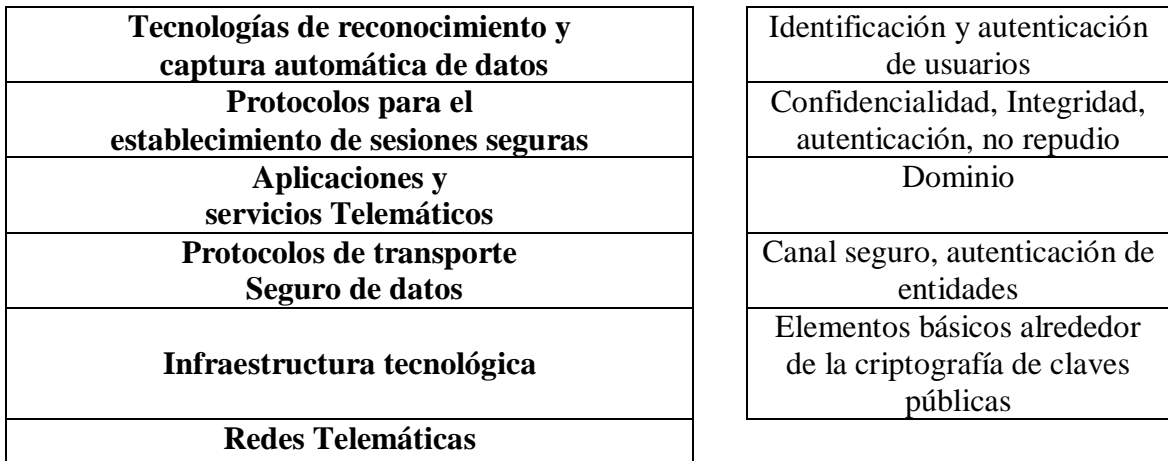 Tecnologías de reconocimiento y
captura automática de datos
Identificación y autenticación
de usuarios
Protocolos para el
establecimiento de sesiones seguras
Confidencialidad, Integridad,
autenticación, no repudio
Aplicaciones y
servicios Telemáticos
Dominio
Protocolos de transporte
Seguro de datos
Canal seguro, autenticación de
entidades
Infraestructura tecnológica
Elementos básicos alrededor
de la criptografía de claves
públicas
Redes Telemáticas